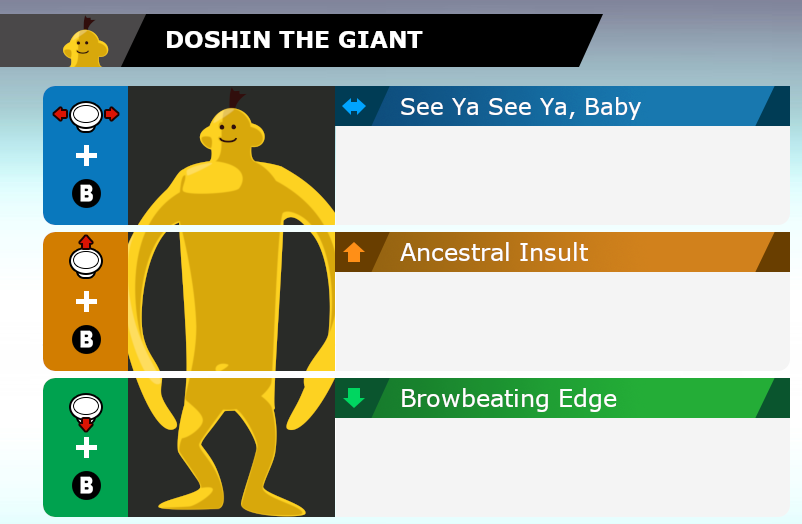 DOSHIN THE GIANT
See Ya See Ya, Baby
+
B
Ancestral Insult
+
B
Browbeating Edge
+
B